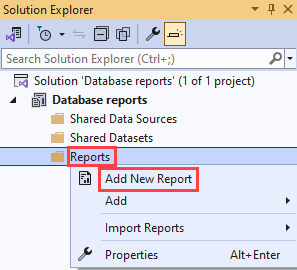 Solution Explorer
Search Solution Explorer (Ctrl+;)
Solution 'Database reports' (1 of 1 project)
Database reports
Shared Data Sources
Shared Datasets
Reports
Add New Report
Add
Import Reports
Properties Alt+Enter